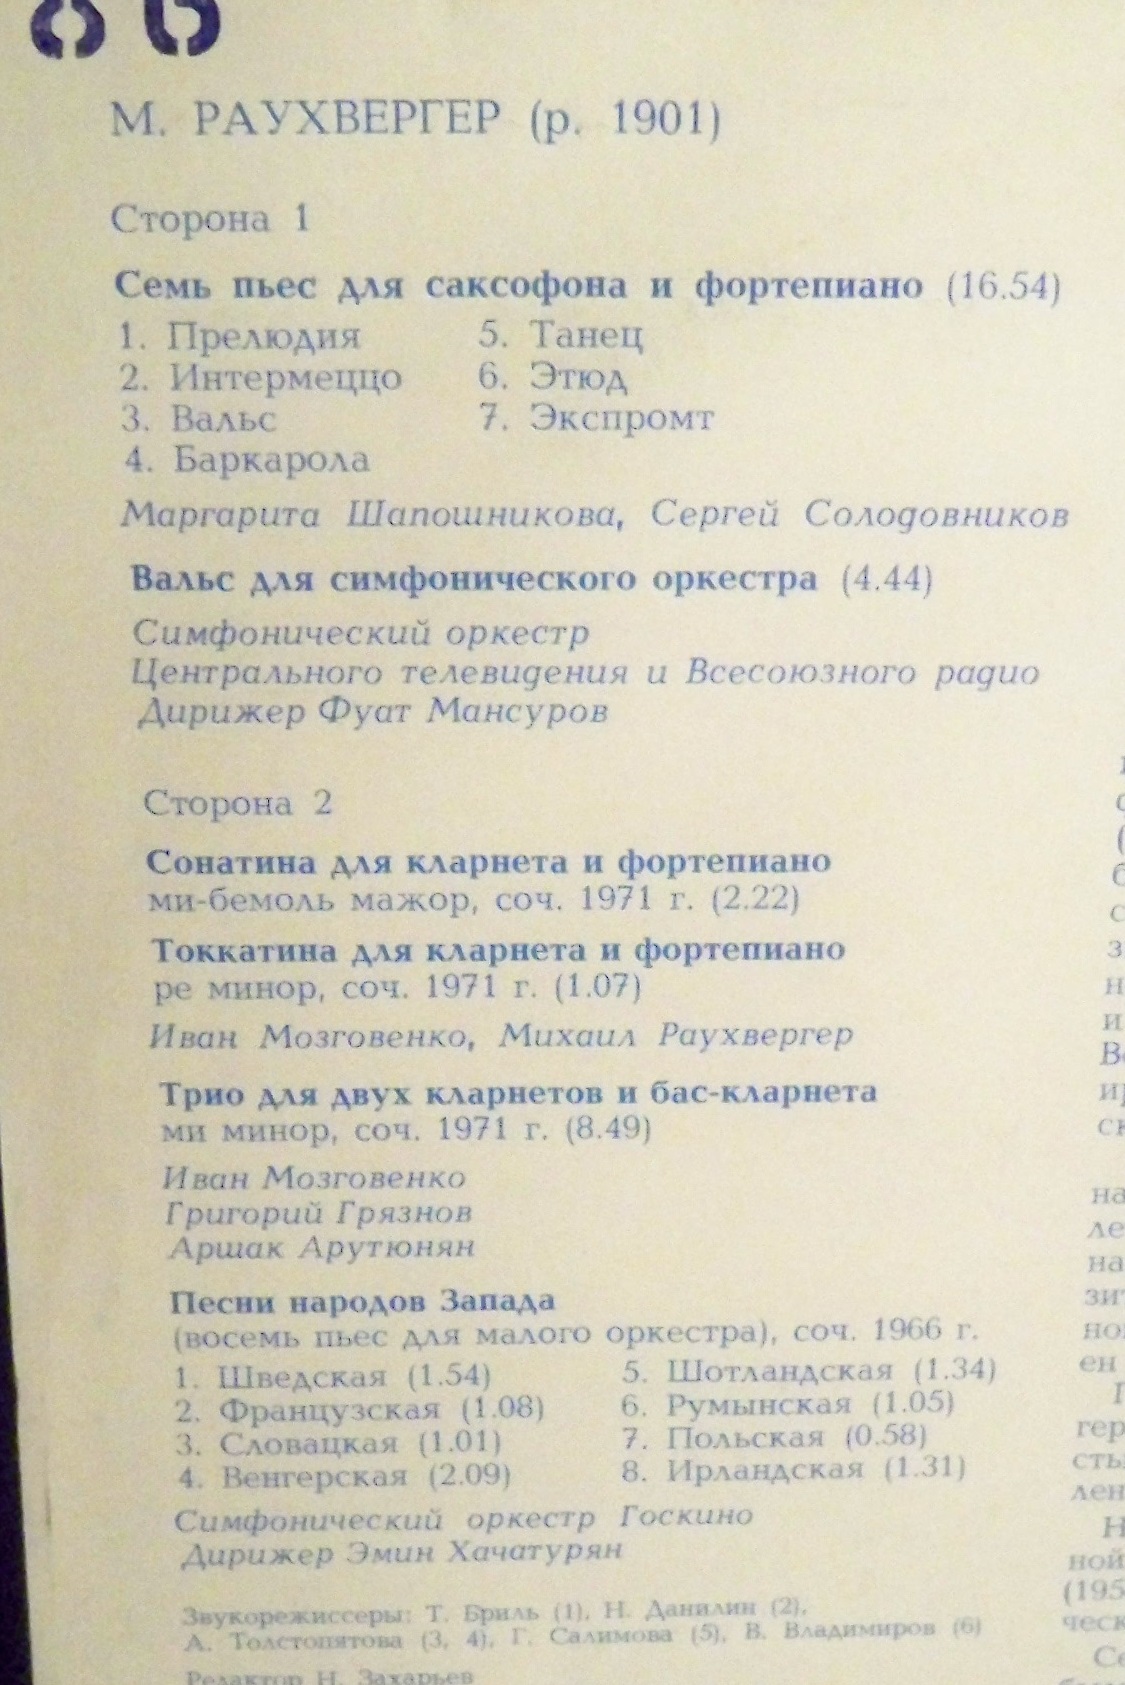 М. РАУХВЕРГЕР (р. 1901)
Сторона 1
Семь пьес для саксофона и фортепиано (16.54)
1. Прелюдия
2. Интермеццо
3. Вальс
4. Баркарола
5. Танец
6. Этюд
7. Экспромт
Маргарита Шапошникова, Сергей Солодовников
Вальс для симфонического оркестра (4.44)
Симфонический оркестр
Центрального телевидения и Всесоюзного радио
Дирижер Фуат Мансуров
Сторона 2
Сонатина для кларнета и фортепиано
ми-бемоль мажор, соч. 1971 г. (2.22)
Токкатина для кларнета и фортепиано
ре минор, соч. 1971 г. (1.07)
Иван Мозговенко, Михаил Раухвергер
Трио для двух кларнетов и бас-кларнета
ми минор, соч. 1971 г. (8.49)
Иван Мозговенко
Григорий Грязнов
Аршак Арутюнян
Песни народов Запада
(восемь пьес для малого оркестра), соч. 1966 г.
1. Шведская (1.54)
2. Французская (1.08)
3. Словацкая (1.01)
4. Венгерская (2.09)
5. Шотландская (1.34)
6. Румынская (1.05)
7. Польская (0.58)
8. Ирландская (1.31)
Симфонический оркестр Госкино
Дирижер Эмин Хачатурян
Звукорежиссеры: Т. Бриль (1), Н. Данилин (2),
А. Толстопятова (3, 4), Г. Салимова (5), В. Владимиров (6)
Редактор Н. Захарьев